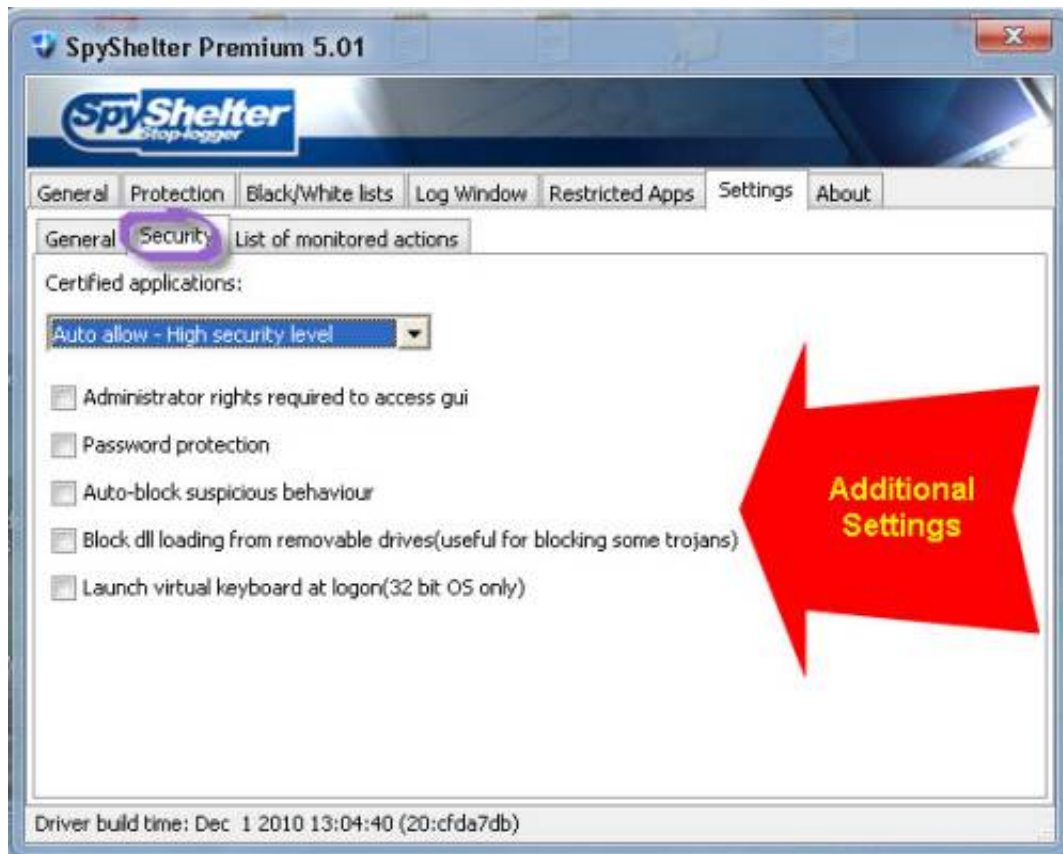 SpyShelter Premium 5.01
SpyShelter
Stop-logger
General Protection Black/White lists Log Window Restricted Apps Settings About
General Security List of monitored actions
Certified applications:
Auto allow - High security level
Administrator rights required to access gui
Password protection
Auto-block suspicious behaviour
Block dll loading from removable drives(useful for blocking some trojans)
Launch virtual keyboard at logon(32 bit OS only)
Additional
Settings
Driver build time: Dec 1 2010 13:04:40 (20:cfda7db)